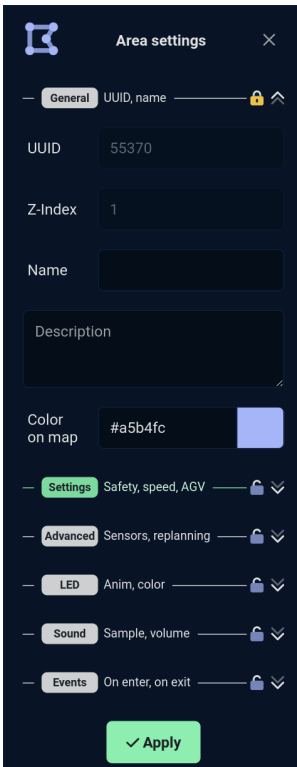 Area settings
General UUID, name
UUID 55370
Z-Index 1
Name
Description
Color
on map
#a5b4fc
Settings Safety, speed, AGV
Advanced Sensors, replanning
LED Anim, color
Sound Sample, volume
Events On enter, on exit
Apply